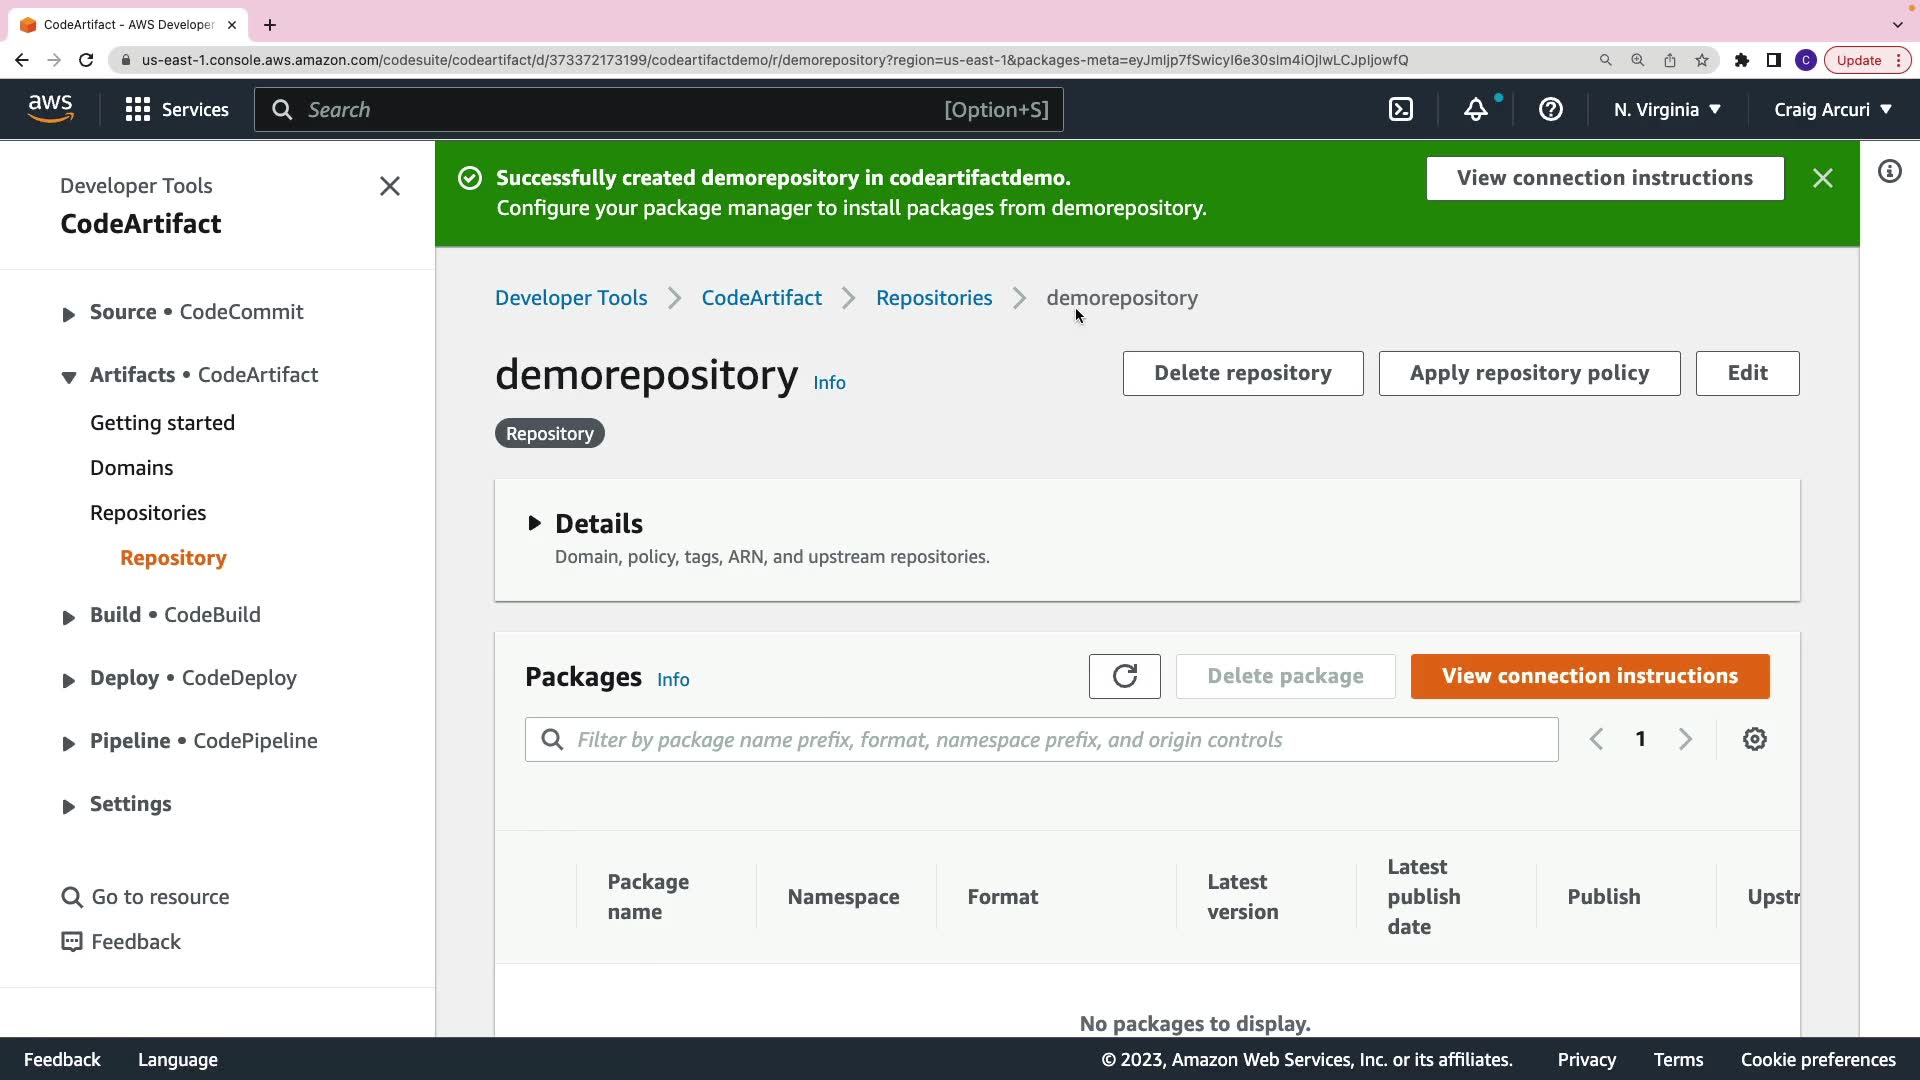 CodeArtifact - AWS Developer
us-east-1.console.aws.amazon.com/codesuite/codeartifact/d/373372173199/codeartifactdemo/r/demorepository?region=us-east-1&packages-meta=eyJmIjp7fSwicyI6e30sIm4iOjIwLCJpIjowfQ
C
Update
aws
Services
Search
[Option+S]
N. Virginia
Craig Arcuri
Developer Tools
CodeArtifact
Source • CodeCommit
Artifacts • CodeArtifact
Getting started
Domains
Repositories
Repository
Build • CodeBuild
Deploy • CodeDeploy
Pipeline • CodePipeline
Settings
Go to resource
Feedback
Successfully created demorepository in codeartifactdemo.
Configure your package manager to install packages from demorepository.
View connection instructions
Developer Tools
CodeArtifact
Repositories
demorepository
demorepository Info
Delete repository
Apply repository policy
Edit
Repository
Details
Domain, policy, tags, ARN, and upstream repositories.
Packages Info
Delete package
View connection instructions
Filter by package name prefix, format, namespace prefix, and origin controls
1
Package
name
Namespace
Format
Latest
version
Latest
publish
date
Publish
Upstr
No packages to display.
Feedback
Language
© 2023, Amazon Web Services, Inc. or its affiliates.
Privacy
Terms
Cookie preferences